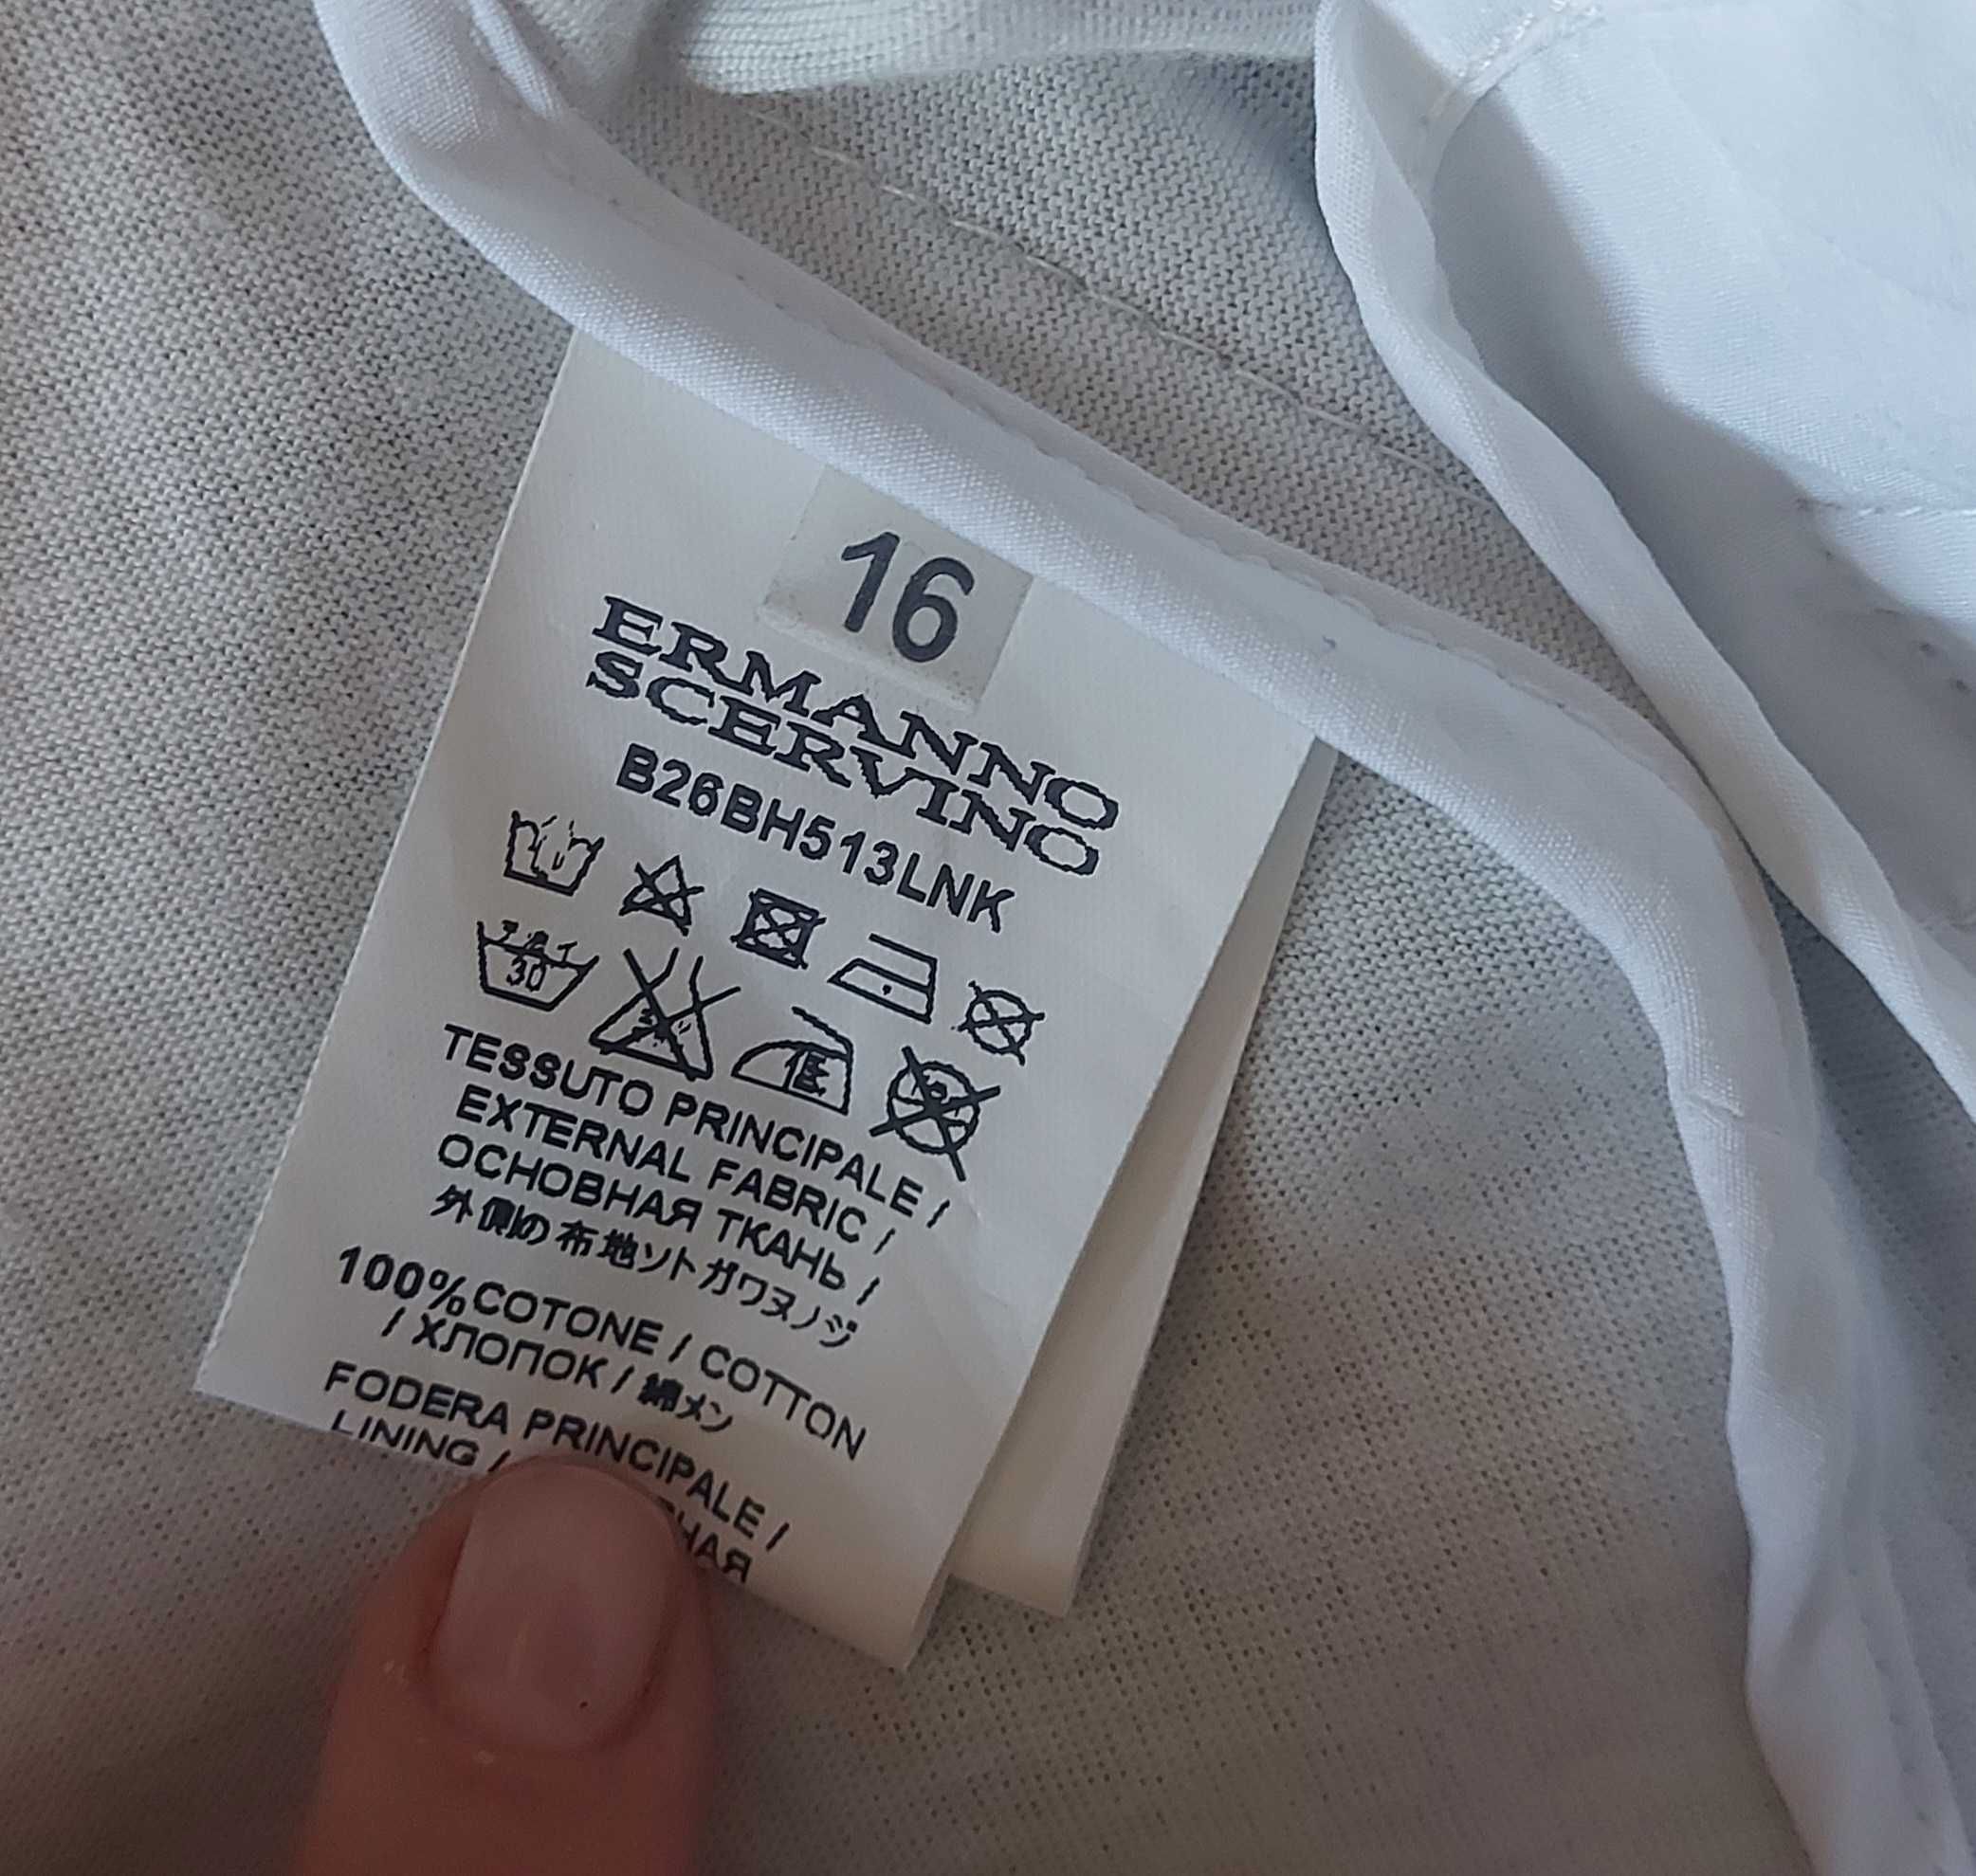 16
ERMANNO
SCERVINO
B26BH513LNK
30
TESSUTO PRINCIPALE /
EXTERNAL FABRIC /
ОСНОВНАЯ ТКАНЬ /
外側の布地ソトガワヌノジ
100% COTONE / COTTON
/ ХЛОПОК / 綿メン
FODERA PRINCIPALE /
LINING /